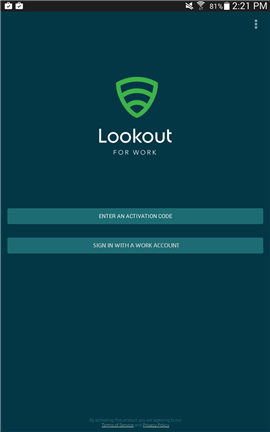 81% 2:21 PM
Lookout
FOR WORK
ENTER AN ACTIVATION CODE
SIGN IN WITH A WORK ACCOUNT
By activating this product, you are agreeing to our
Terms of Service and Privacy Policy